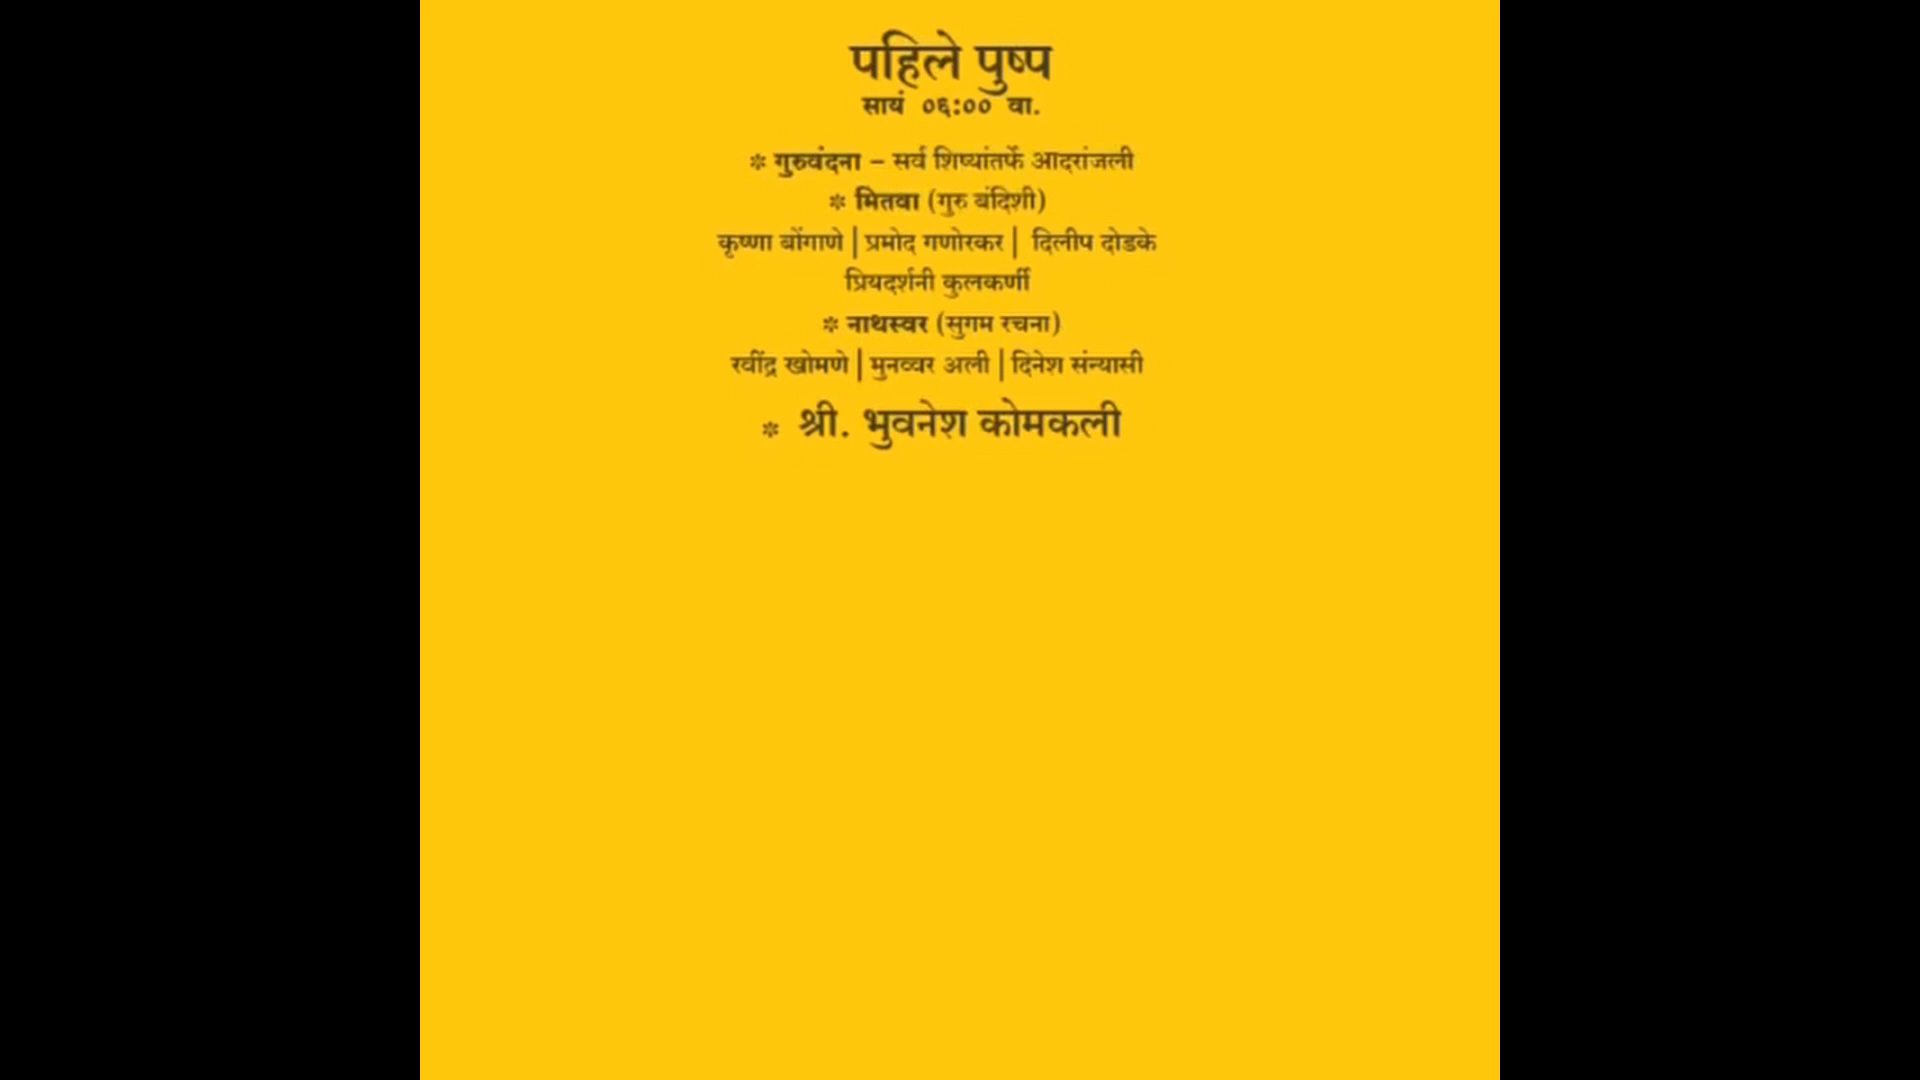 पहिले पुष्प
सायं ०६:०० वा.
* गुरुवंदना – सर्व शिष्यांतर्फे आदरांजली
* मितवा (गुरु बंदिशी)
कृष्णा बोंगाणे | प्रमोद गणोरकर | दिलीप दोडके
प्रियदर्शनी कुलकर्णी
* नाथस्वर (सुगम रचना)
रवींद्र खोमणे | मुनव्वर अली | दिनेश संन्यासी
* श्री. भुवनेश कोमकली